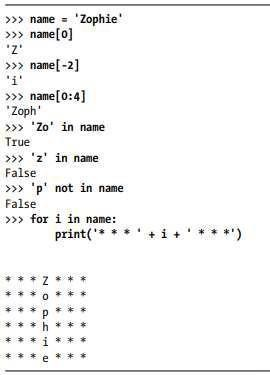 >>> name = 'Zophie'
>>> name[0]
'Z'
>>> name[-2]
'i'
>>> name[0:4]
'Zoph'
>>> 'Zo' in name
True
>>> 'z' in name
False
>>> 'p' not in name
False
>>> for i in name:
        print('* * * ' + i + ' * * *')
* * * Z * * *
* * * o * * *
* * * p * * *
* * * h * * *
* * * i * * *
* * * e * * *